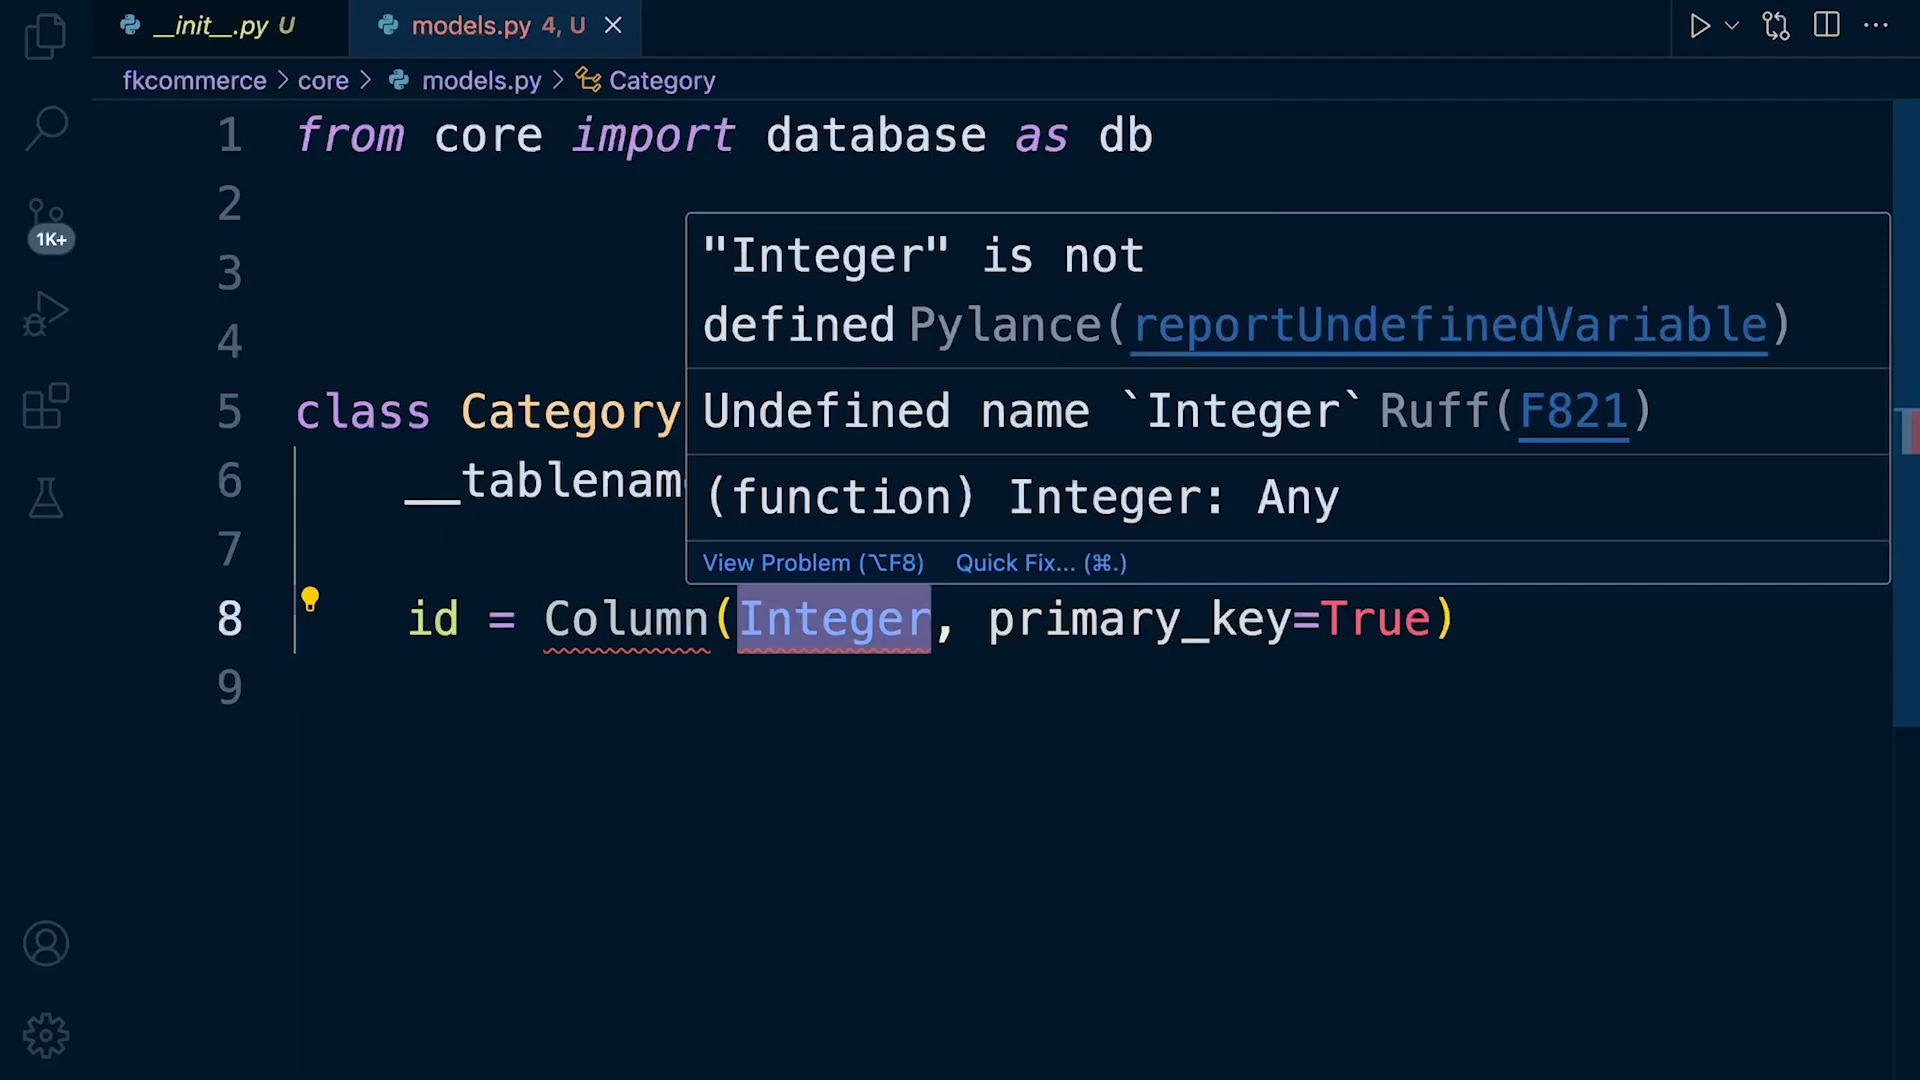 __init__.py U
models.py 4, U
fkcommerce > core > models.py > Category
1 from core import database as db
2
3
4
5 class Category
6 __tablenam
7
8 id = Column(Integer, primary_key=True)
9
"Integer" is not
defined Pylance(reportUndefinedVariable)
Undefined name `Integer` Ruff(F821)
(function) Integer: Any
View Problem (⌥F8) Quick Fix... (⌘.)
1K+